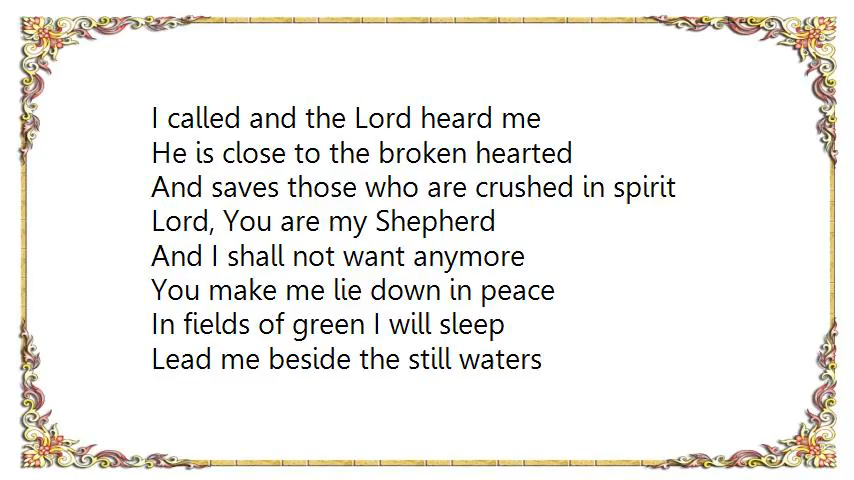 I called and the Lord heard me
He is close to the broken hearted
And saves those who are crushed in spirit
Lord, You are my Shepherd
And I shall not want anymore
You make me lie down in peace
In fields of green I will sleep
Lead me beside the still waters